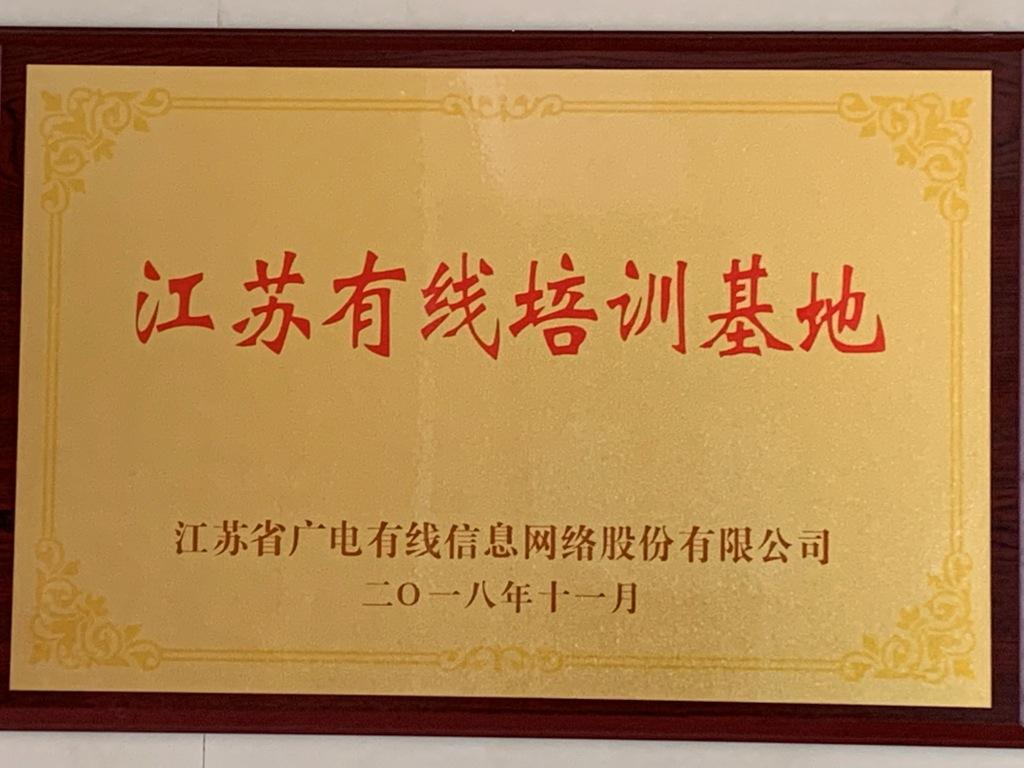 江苏有线培训基地
江苏省广电有线信息网络股份有限公司
二〇一八年十一月